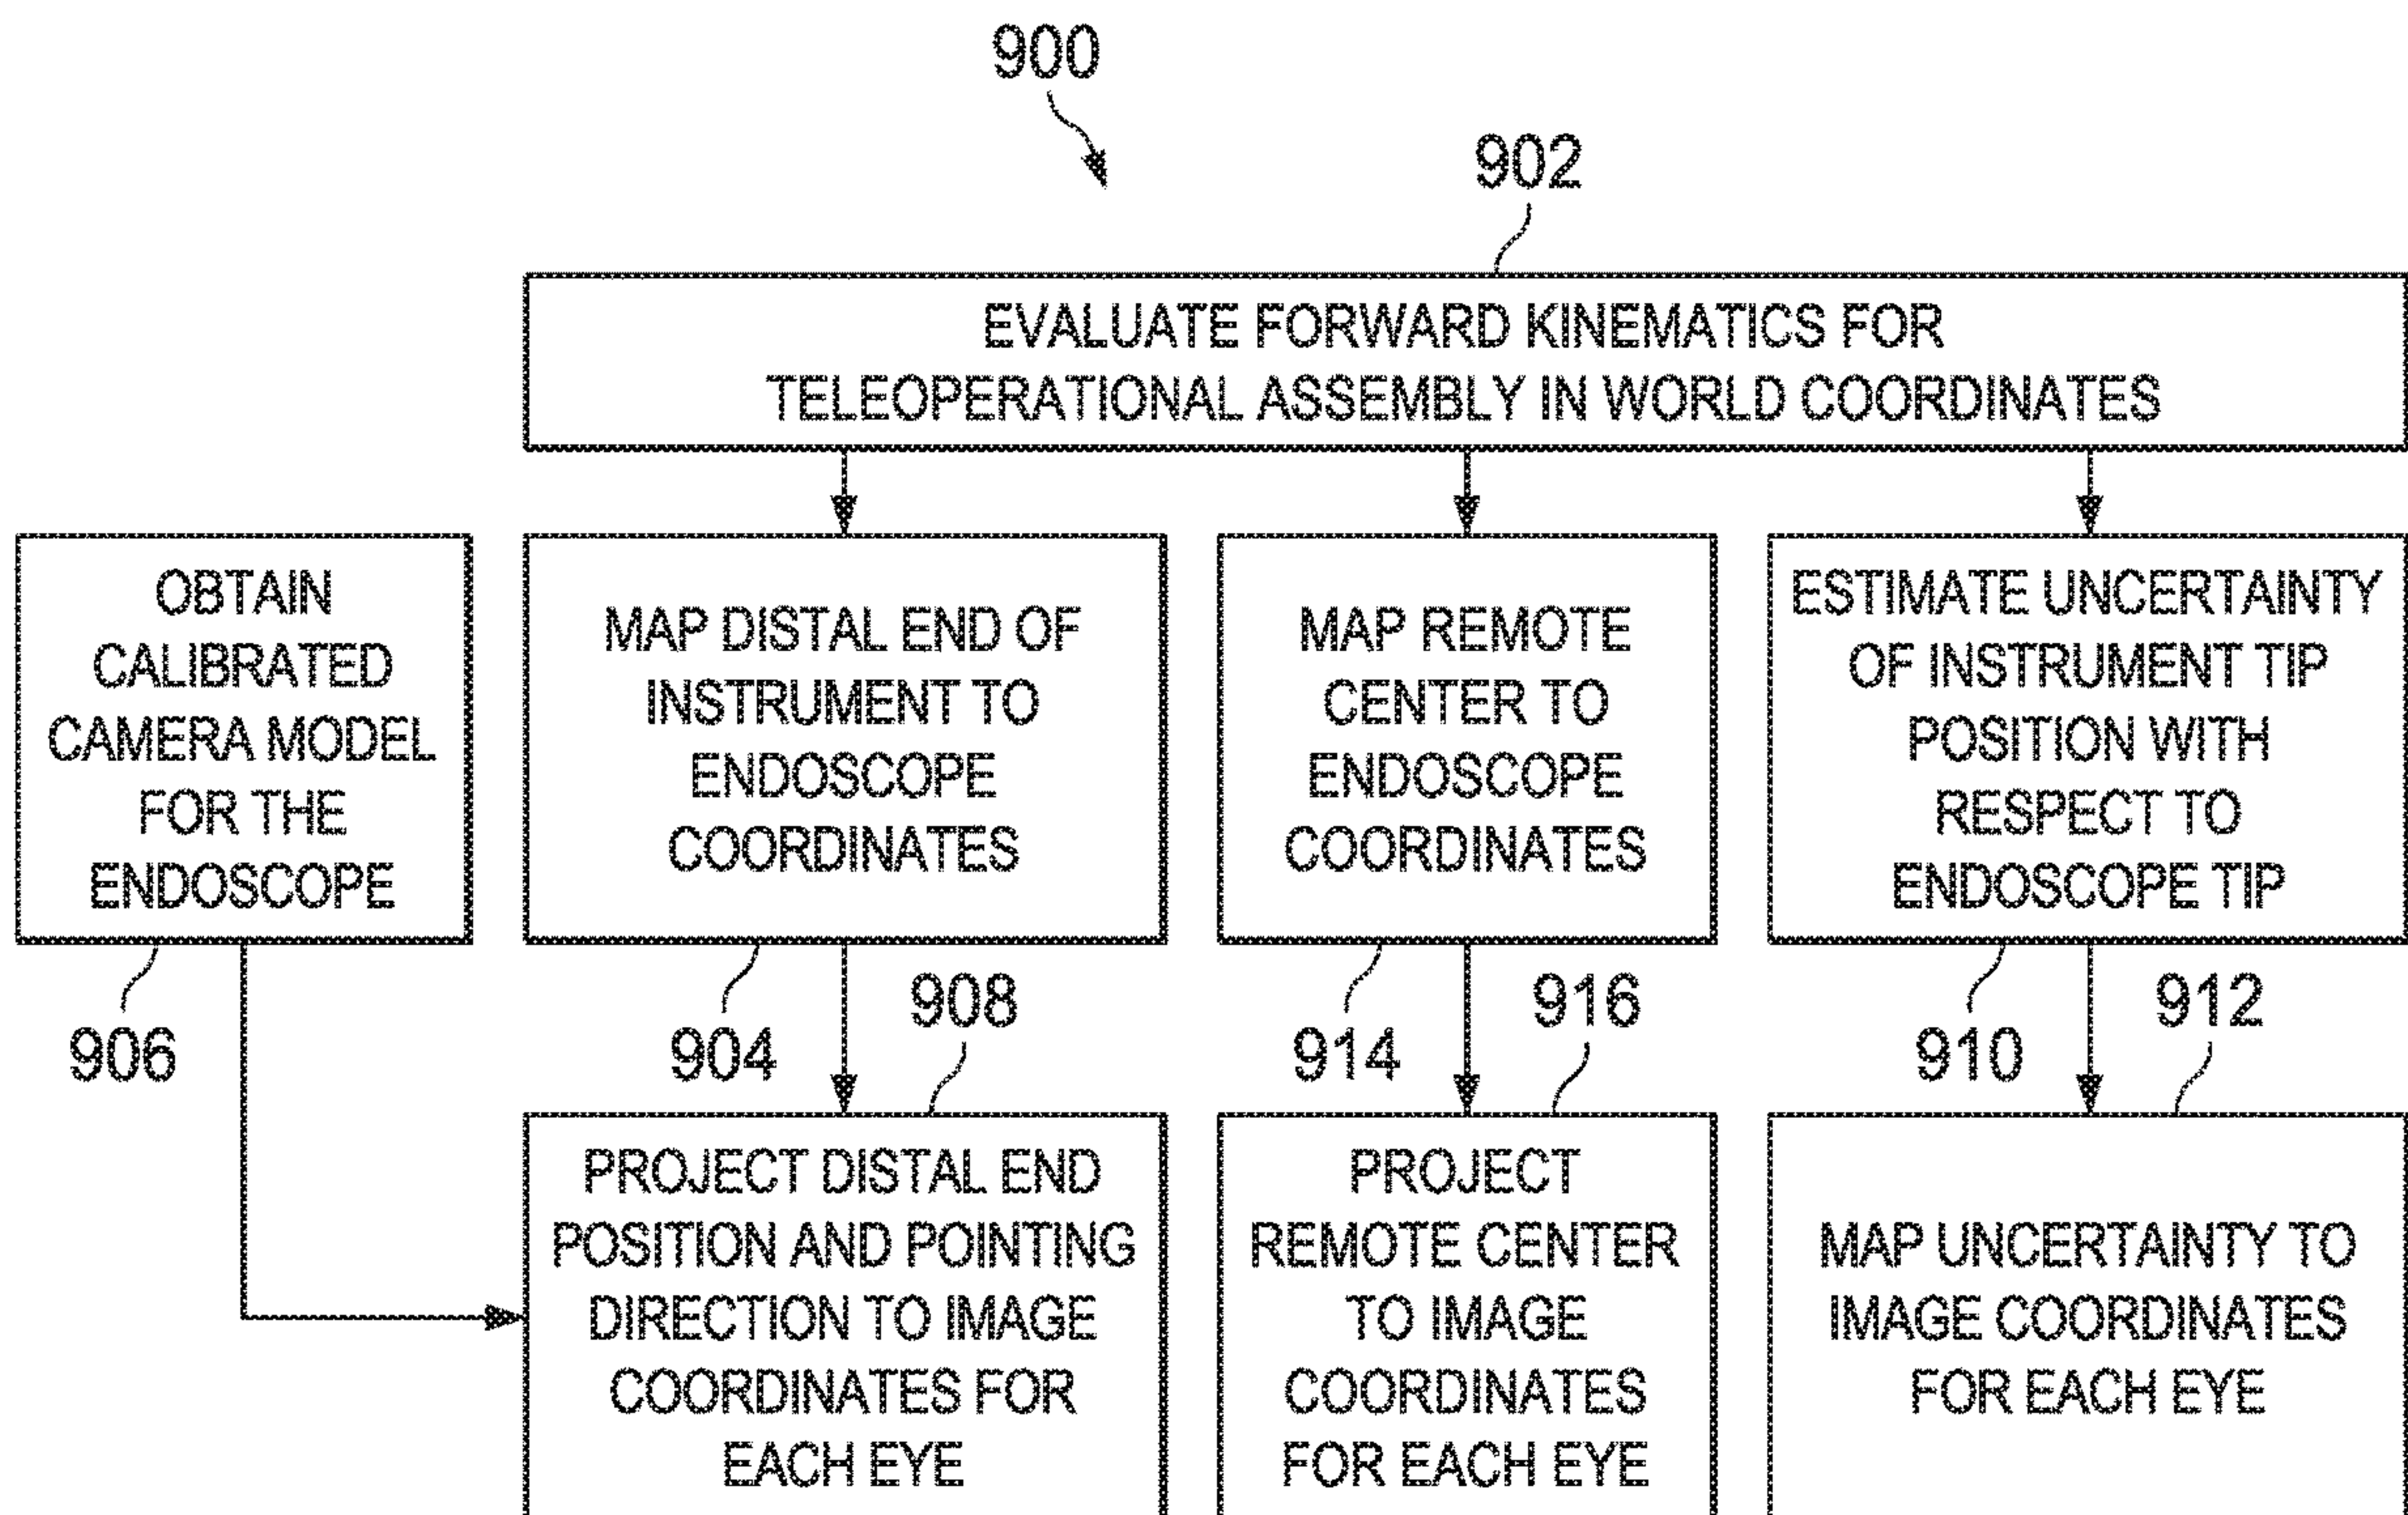 900
902
EVALUATE FORWARD KINEMATICS FOR
TELEOPERATIONAL ASSEMBLY IN WORLD COORDINATES
OBTAIN
CALIBRATED
CAMERA MODEL
FOR THE
ENDOSCOPE
MAP DISTAL END OF
INSTRUMENT TO
ENDOSCOPE
COORDINATES
MAP REMOTE
CENTER TO
ENDOSCOPE
COORDINATES
ESTIMATE UNCERTAINTY
OF INSTRUMENT TIP
POSITION WITH
RESPECT TO
ENDOSCOPE TIP
906
904
908
914
916
910
912
PROJECT DISTAL END
POSITION AND POINTING
DIRECTION TO IMAGE
COORDINATES FOR
EACH EYE
PROJECT
REMOTE CENTER
TO IMAGE
COORDINATES
FOR EACH EYE
MAP UNCERTAINTY TO
IMAGE COORDINATES
FOR EACH EYE